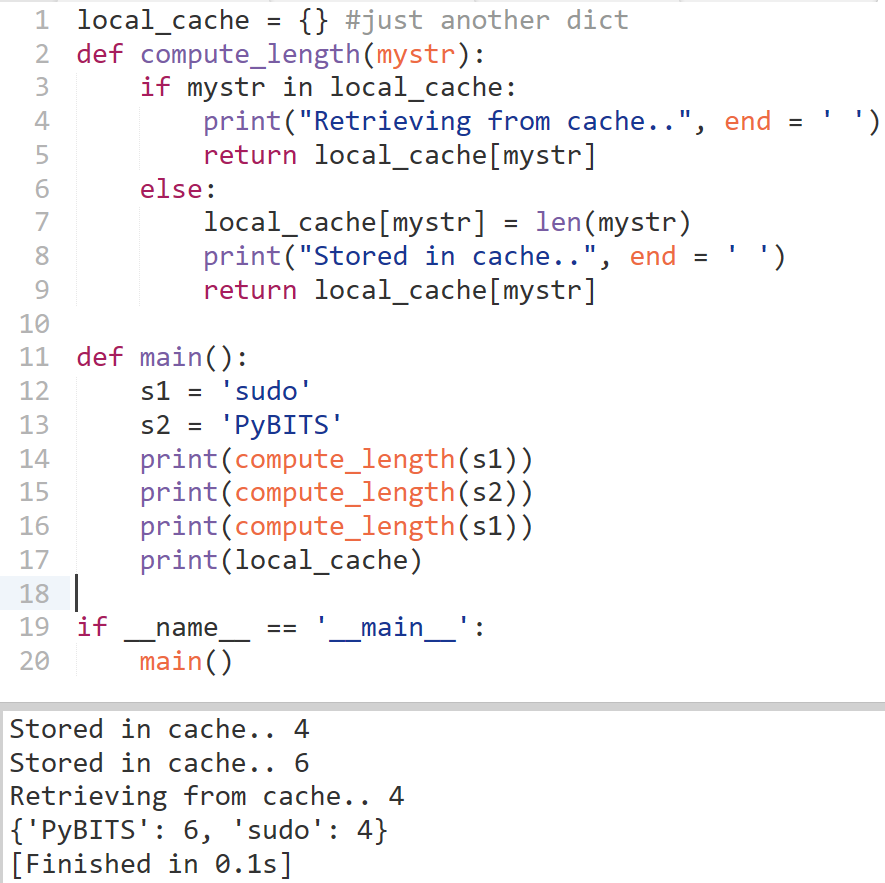 1 local_cache = {} #just another dict
2 def compute_length(mystr):
3     if mystr in local_cache:
4         print("Retrieving from cache..", end = ' ')
5         return local_cache[mystr]
6     else:
7         local_cache[mystr] = len(mystr)
8         print("Stored in cache..", end = ' ')
9         return local_cache[mystr]
10
11 def main():
12     s1 = 'sudo'
13     s2 = 'PyBITS'
14     print(compute_length(s1))
15     print(compute_length(s2))
16     print(compute_length(s1))
17     print(local_cache)
18
19 if __name__ == '__main__':
20     main()
Stored in cache.. 4
Stored in cache.. 6
Retrieving from cache.. 4
{'PyBITS': 6, 'sudo': 4}
[Finished in 0.1s]